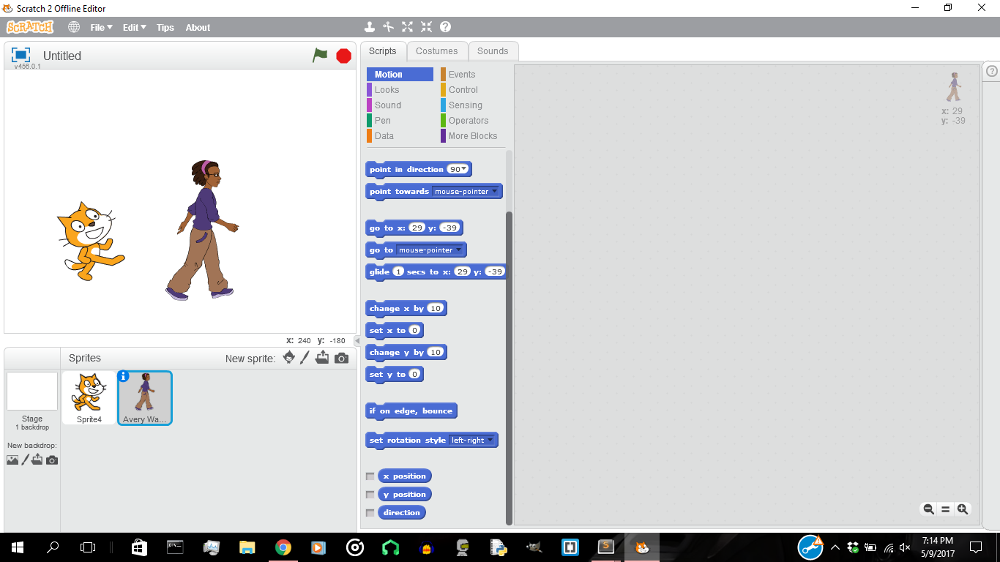 Scratch 2 Offline Editor
SCRATCH File Edit Tips About
Untitled
v456.0.1
Scripts Costumes Sounds
Motion Events
Looks Control
Sound Sensing
Pen Operators
Data More Blocks
x: 29
y: -39
point in direction 90
point towards mouse-pointer
go to x: 29 y: -39
go to mouse-pointer
glide 1 secs to x: 29 y: -39
change x by 10
set x to 0
change y by 10
set y to 0
if on edge, bounce
set rotation style left-right
x position
y position
direction
x: 240 y: -180
Sprites New sprite:
Stage
1 backdrop
New backdrop:
Sprite4
Avery Wa...
7:14 PM
5/9/2017